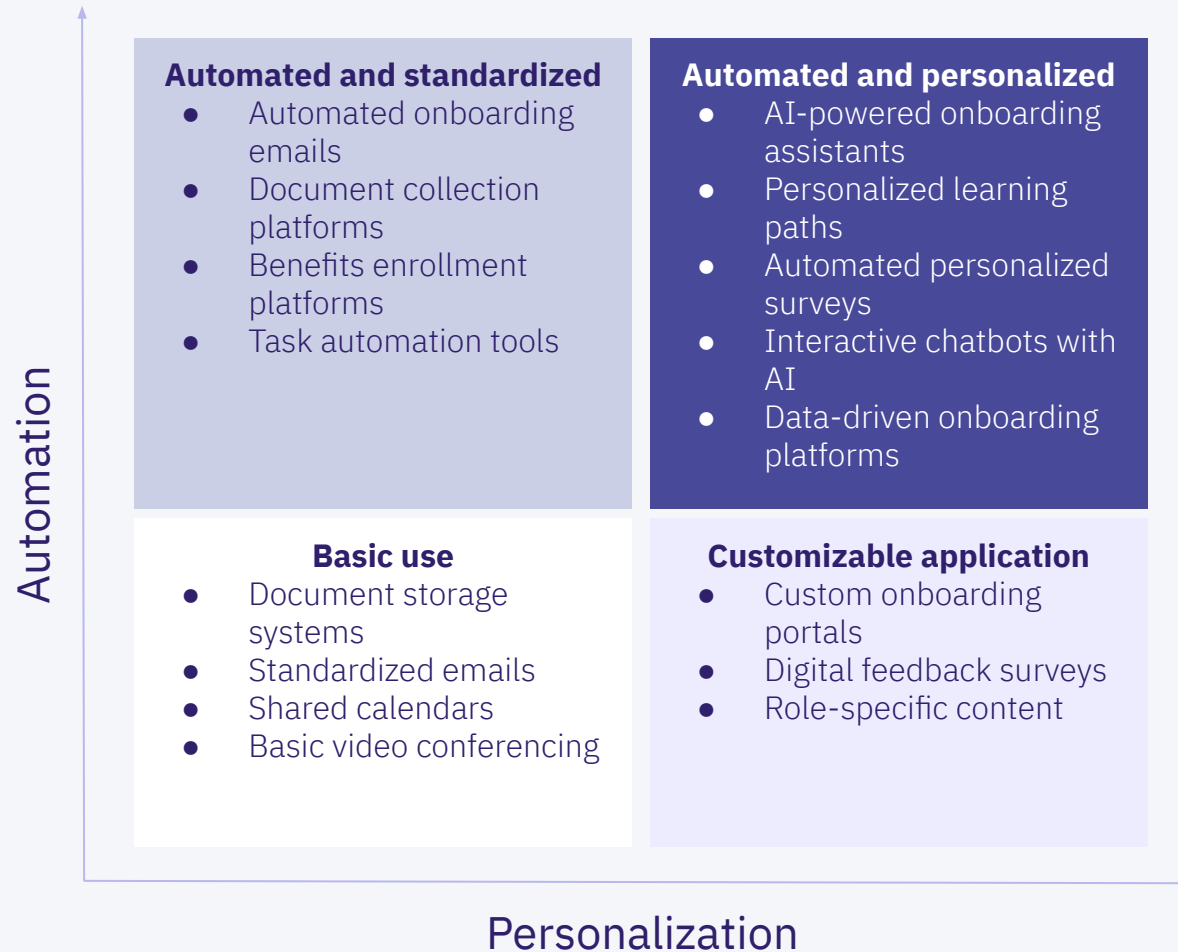 Automation
Automated and standardized
● Automated onboarding
emails
● Document collection
platforms
● Benefits enrollment
platforms
● Task automation tools
Automated and personalized
● AI-powered onboarding
assistants
● Personalized learning
paths
● Automated personalized
surveys
● Interactive chatbots with
AI
● Data-driven onboarding
platforms
Basic use
● Document storage
systems
● Standardized emails
● Shared calendars
● Basic video conferencing
Customizable application
● Custom onboarding
portals
● Digital feedback surveys
● Role-specific content
Personalization